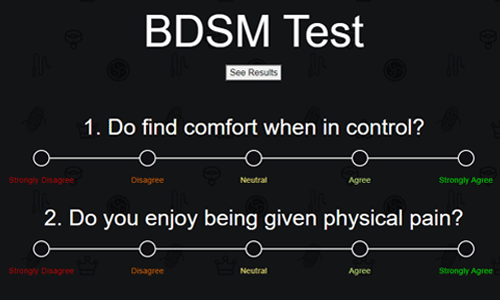 BDSM Test
See Results
1. Do find comfort when in control?
Strongly Disagree Disagree Neutral Agree Strongly Agree
2. Do you enjoy being given physical pain?
Strongly Disagree Disagree Neutral Agree Strongly Agree